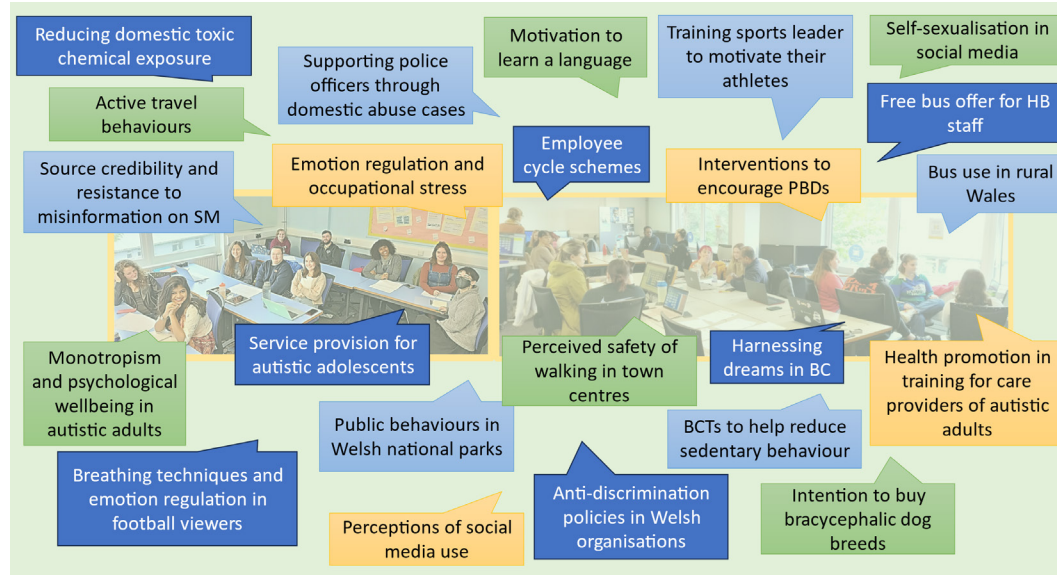 Reducing domestic toxic
chemical exposure
Supporting police
officers through
domestic abuse cases
Motivation to
learn a language
Training sports leader
to motivate their
athletes
Self-sexualisation in
social media
Active travel
behaviours
Free bus offer for HB
staff
Source credibility and
resistance to
misinformation on SM
Emotion regulation and
occupational stress
Employee
cycle schemes
Interventions to
encourage PBDs
Bus use in rural
Wales
Monotropism
and psychological
wellbeing in
autistic adults
Service provision for
autistic adolescents
Perceived safety of
walking in town
centres
Harnessing
dreams in BC
Health promotion in
training for care
providers of autistic
adults
Public behaviours in
Welsh national parks
BCTs to help reduce
sedentary behaviour
Breathing techniques and
emotion regulation in
football viewers
Perceptions of social
media use
Anti-discrimination
policies in Welsh
organisations
Intention to buy
bracycephalic dog
breeds